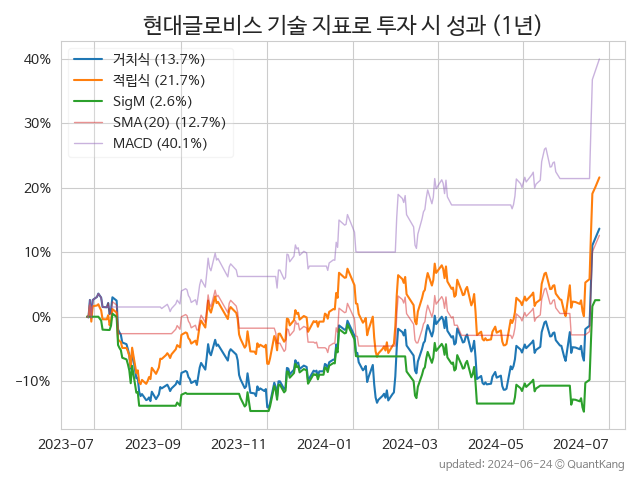 현대글로비스 기술 지표로 투자 시 성과 (1년)
거치식 (13.7%)
적립식 (21.7%)
SigM (2.6%)
SMA(20) (12.7%)
MACD (40.1%)
40%
30%
20%
10%
0%
−10%
2023-07 2023-09 2023-11 2024-01 2024-03 2024-05 2024-07
updated: 2024-06-24 ⓒ QuantKang